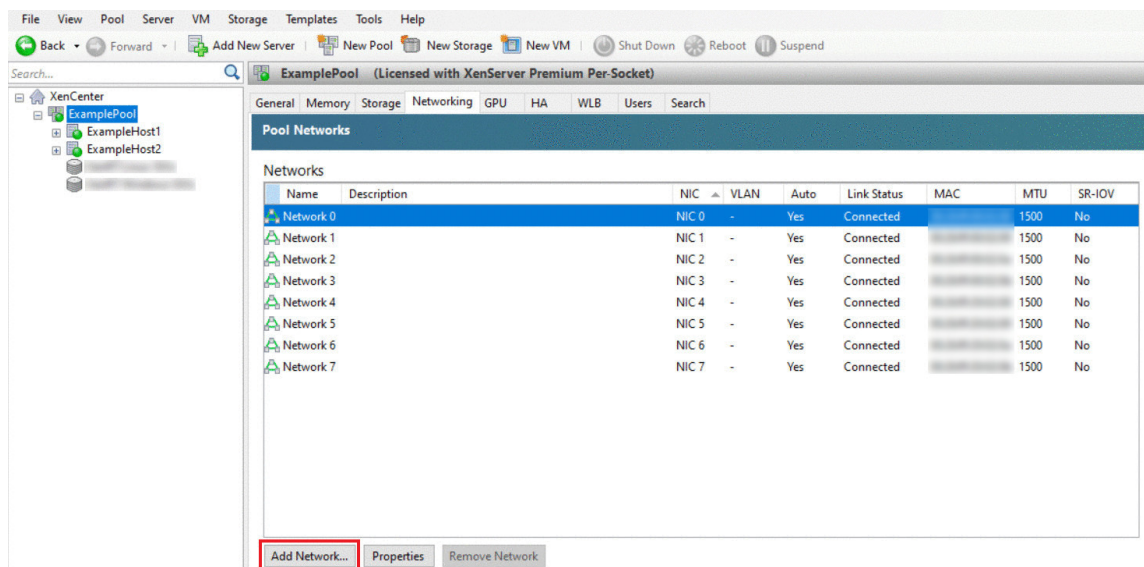 File View Pool Server VM Storage Templates Tools Help
Back Forward Add New Server New Pool New Storage New VM Shut Down Reboot Suspend
Search... ExamplePool (Licensed with XenServer Premium Per-Socket)
XenCenter
ExamplePool
ExampleHost1
ExampleHost2
General Memory Storage Networking GPU HA WLB Users Search
Pool Networks
Networks
Name Description NIC VLAN Auto Link Status MAC MTU SR-IOV
Network 0 NIC 0 - Yes Connected 1500 No
Network 1 NIC 1 - Yes Connected 1500 No
Network 2 NIC 2 - Yes Connected 1500 No
Network 3 NIC 3 - Yes Connected 1500 No
Network 4 NIC 4 - Yes Connected 1500 No
Network 5 NIC 5 - Yes Connected 1500 No
Network 6 NIC 6 - Yes Connected 1500 No
Network 7 NIC 7 - Yes Connected 1500 No
Add Network... Properties Remove Network